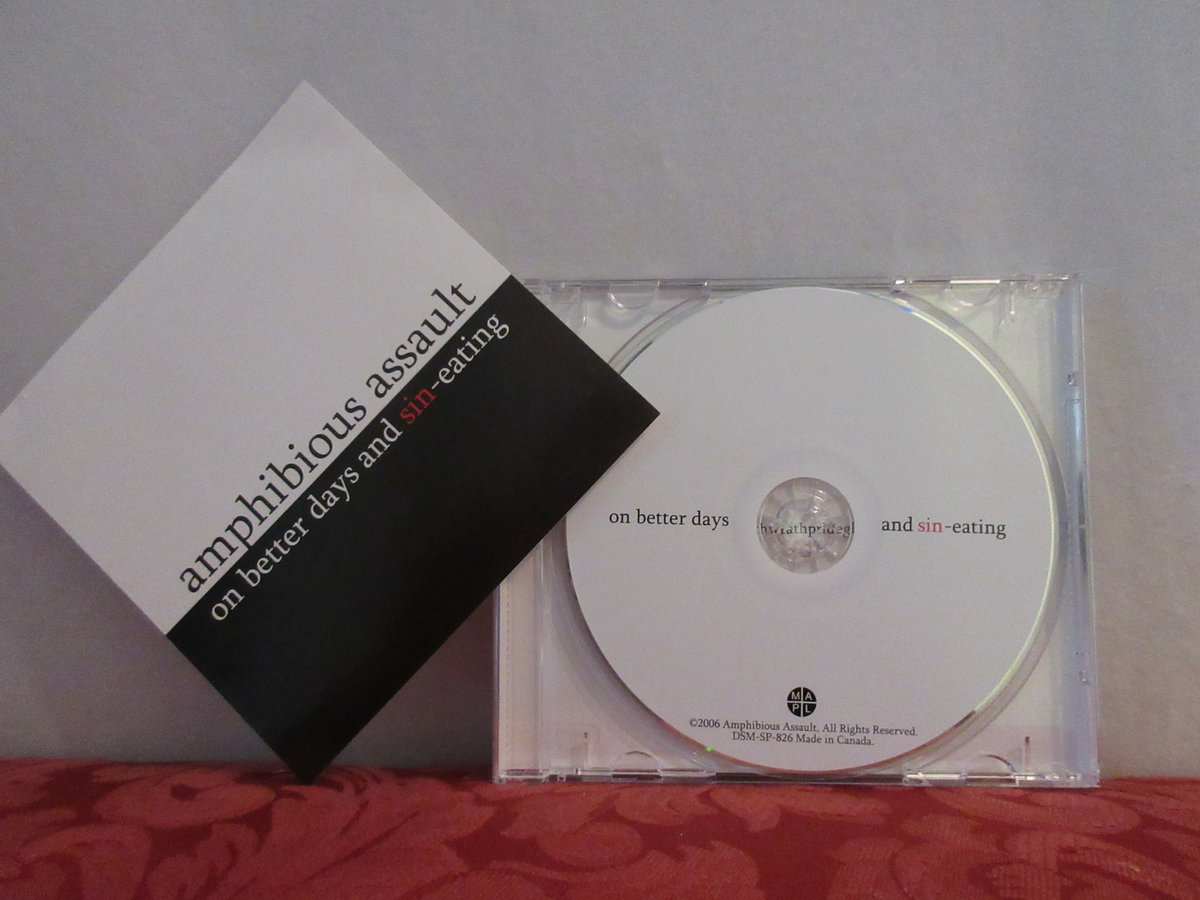 amphibious assault
on better days and sin-eating
on better days
hwrathpridegl
and sin-eating
M A
P L
©2006 Amphibious Assault. All Rights Reserved.
DSM-SP-826 Made in Canada.